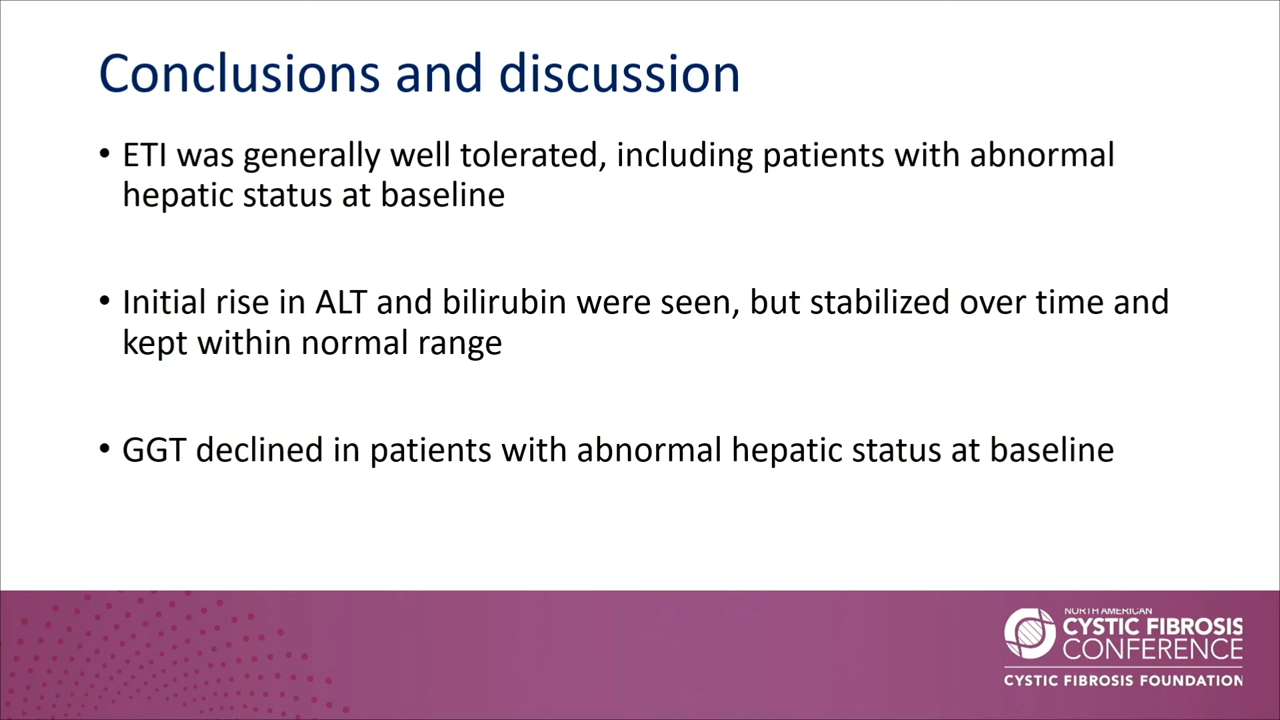 Conclusions and discussion
• ETI was generally well tolerated, including patients with abnormal
hepatic status at baseline
• Initial rise in ALT and bilirubin were seen, but stabilized over time and
kept within normal range
• GGT declined in patients with abnormal hepatic status at baseline
NORTH AMERICAN
CYSTIC FIBROSIS
CONFERENCE
CYSTIC FIBROSIS FOUNDATION